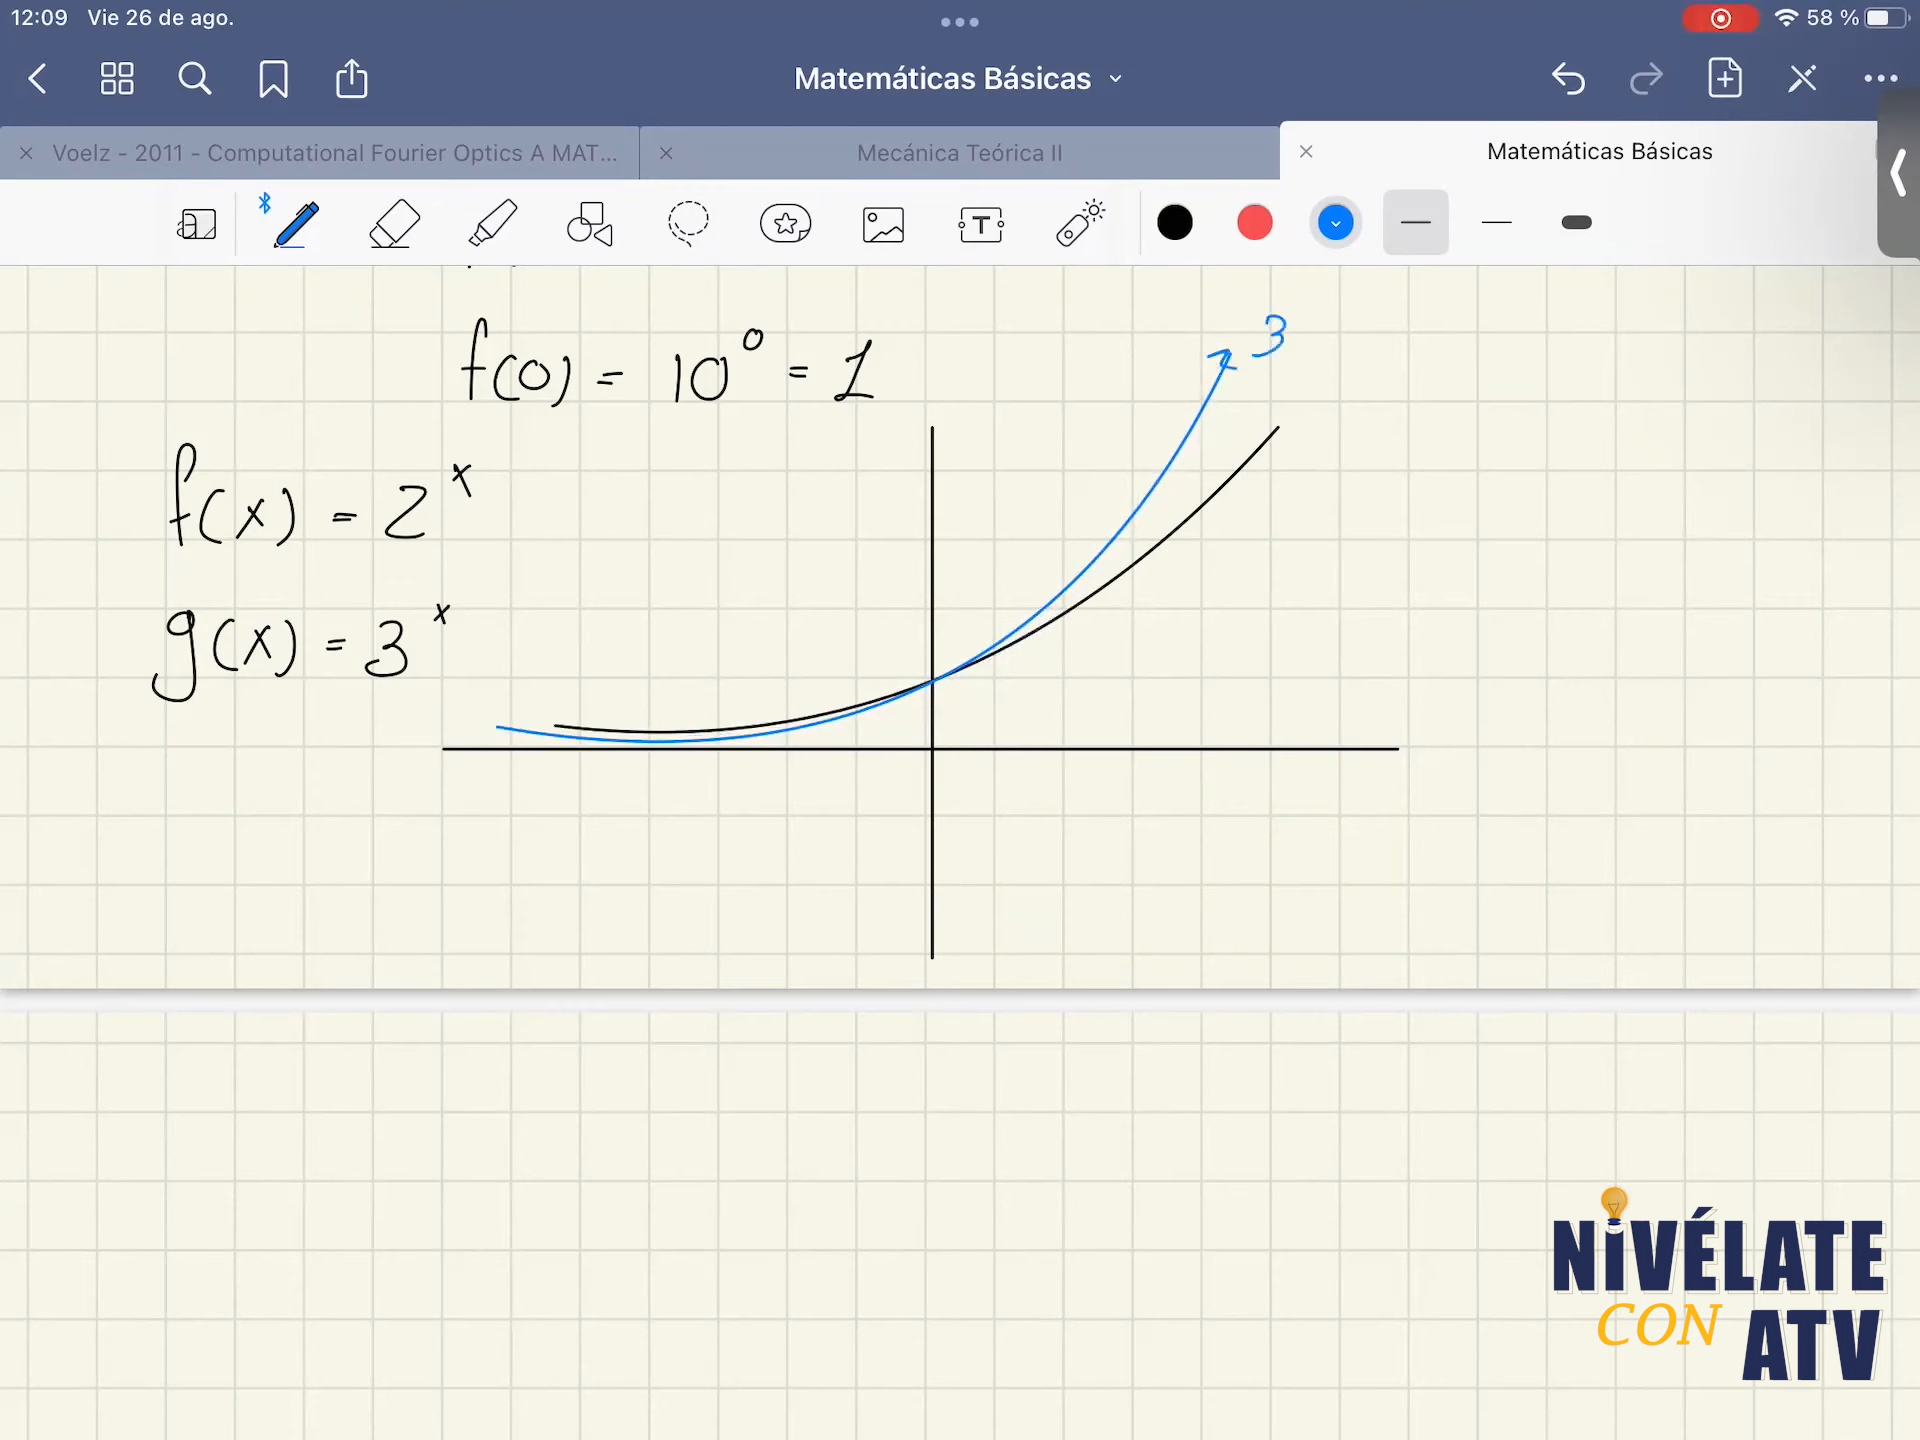 12:09 Vie 26 de ago. 58 %
Matemáticas Básicas
Voelz - 2011 - Computational Fourier Optics A MAT... Mecánica Teórica II Matemáticas Básicas
f(0) = 10⁰ = 1
3
f(x) = 2ˣ
g(x) = 3ˣ
NIVÉLATE
CON
ATV